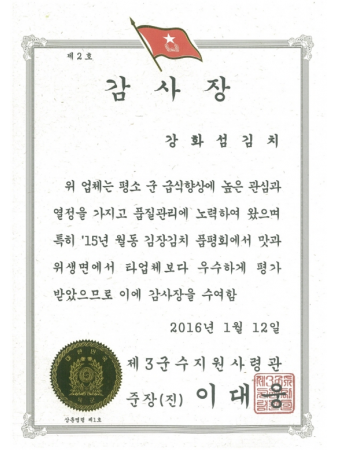 제2호
감사장
강화섬김치
위 업체는 평소 군 급식향상에 높은 관심과
열정을 가지고 품질관리에 노력하여 왔으며
특히 '15년 월동 김장김치 품평회에서 맛과
위생면에서 타업체보다 우수하게 평가
받았으므로 이에 감사장을 수여함
2016년 1월 12일
제3군수지원사령관
준장(진) 이대웅